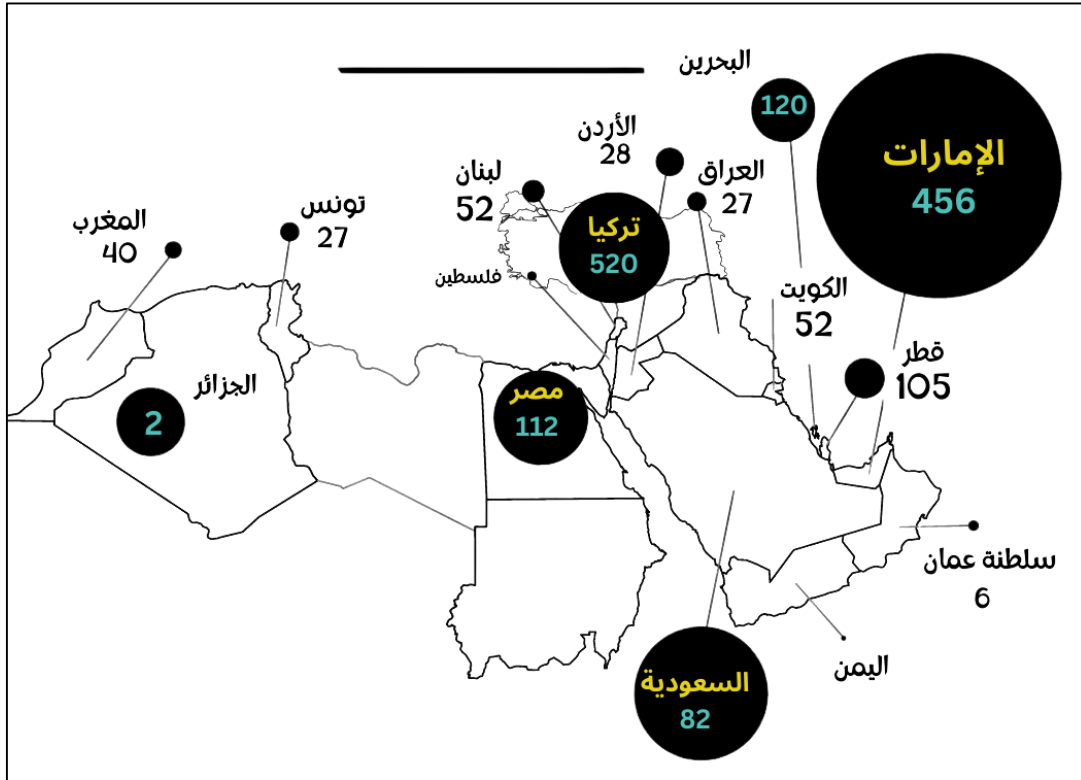 البحرين
120
الإمارات
456
الأردن
28
العراق
27
لبنان
52
تركيا
520
تونس
27
المغرب
40
فلسطين
الكويت
52
قطر
105
الجزائر
2
مصر
112
سلطنة عمان
6
اليمن
السعودية
82